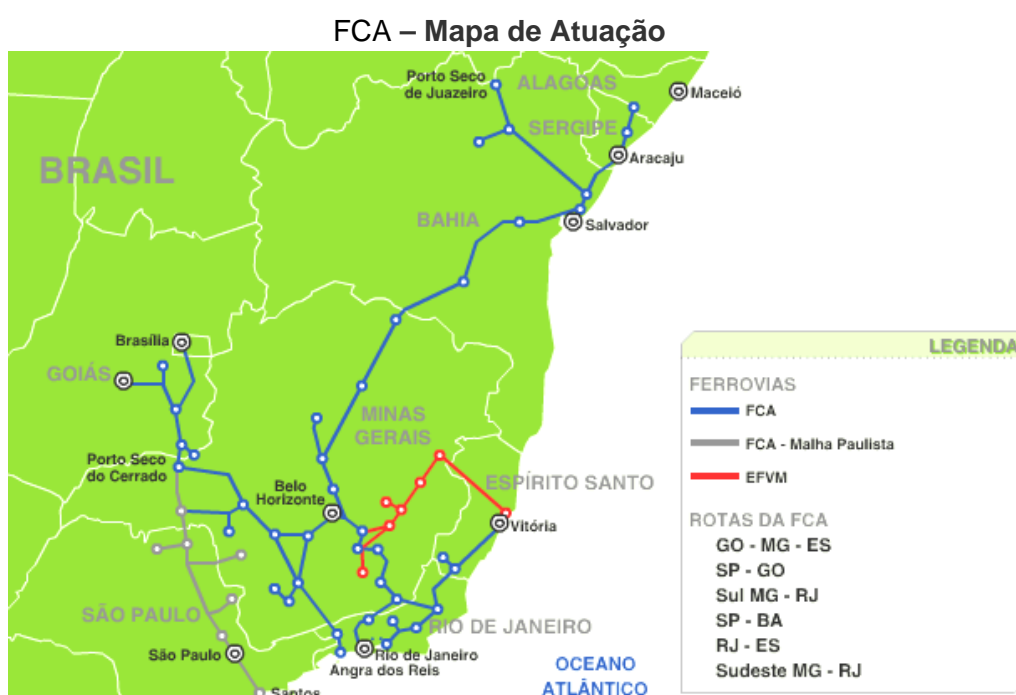 FCA – Mapa de Atuação
Porto Seco
de Juazeiro
ALAGOAS
Maceió
SERGIPE
Aracaju
BRASIL
BAHIA
Salvador
Brasília
GOIÁS
MINAS
GERAIS
Porto Seco
do Cerrado
Belo
Horizonte
ESPÍRITO SANTO
Vitória
SÃO PAULO
RIO DE JANEIRO
São Paulo
Rio de Janeiro
Angra dos Reis
Santos
OCEANO
ATLÂNTICO
LEGENDA
FERROVIAS
FCA
FCA - Malha Paulista
EFVM
ROTAS DA FCA
GO - MG - ES
SP - GO
Sul MG - RJ
SP - BA
RJ - ES
Sudeste MG - RJ